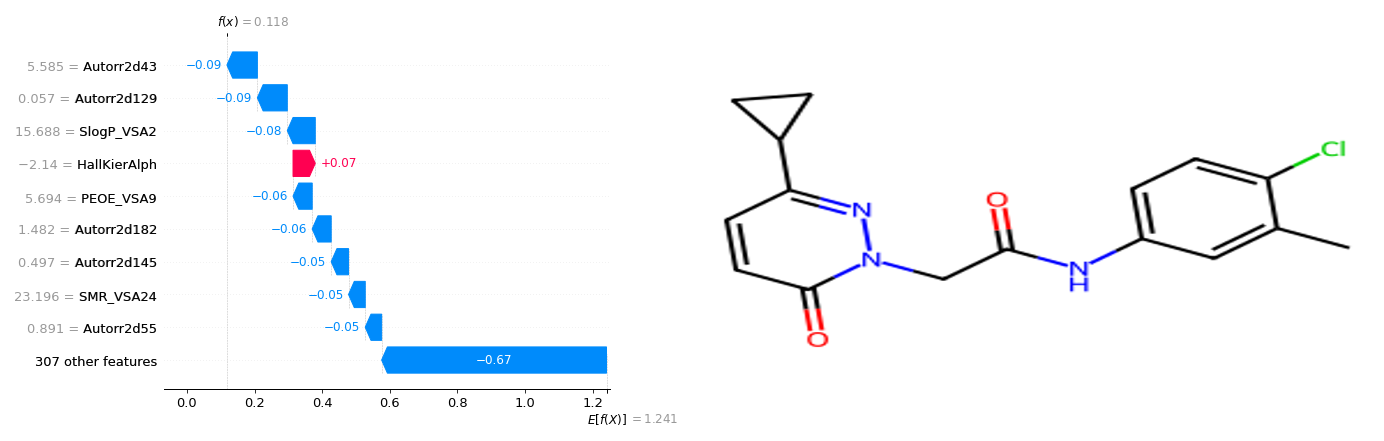 f(x) = 0.118
5.585 = Autorr2d43
−0.09
0.057 = Autorr2d129
−0.09
15.688 = SlogP_VSA2
−0.08
−2.14 = HallKierAlph
+0.07
5.694 = PEOE_VSA9
−0.06
1.482 = Autorr2d182
−0.06
0.497 = Autorr2d145
−0.05
23.196 = SMR_VSA24
−0.05
0.891 = Autorr2d55
−0.05
307 other features
−0.67
0.0 0.2 0.4 0.6 0.8 1.0 1.2
E[f(X)] = 1.241
Cl
O
N
N
N
H
O